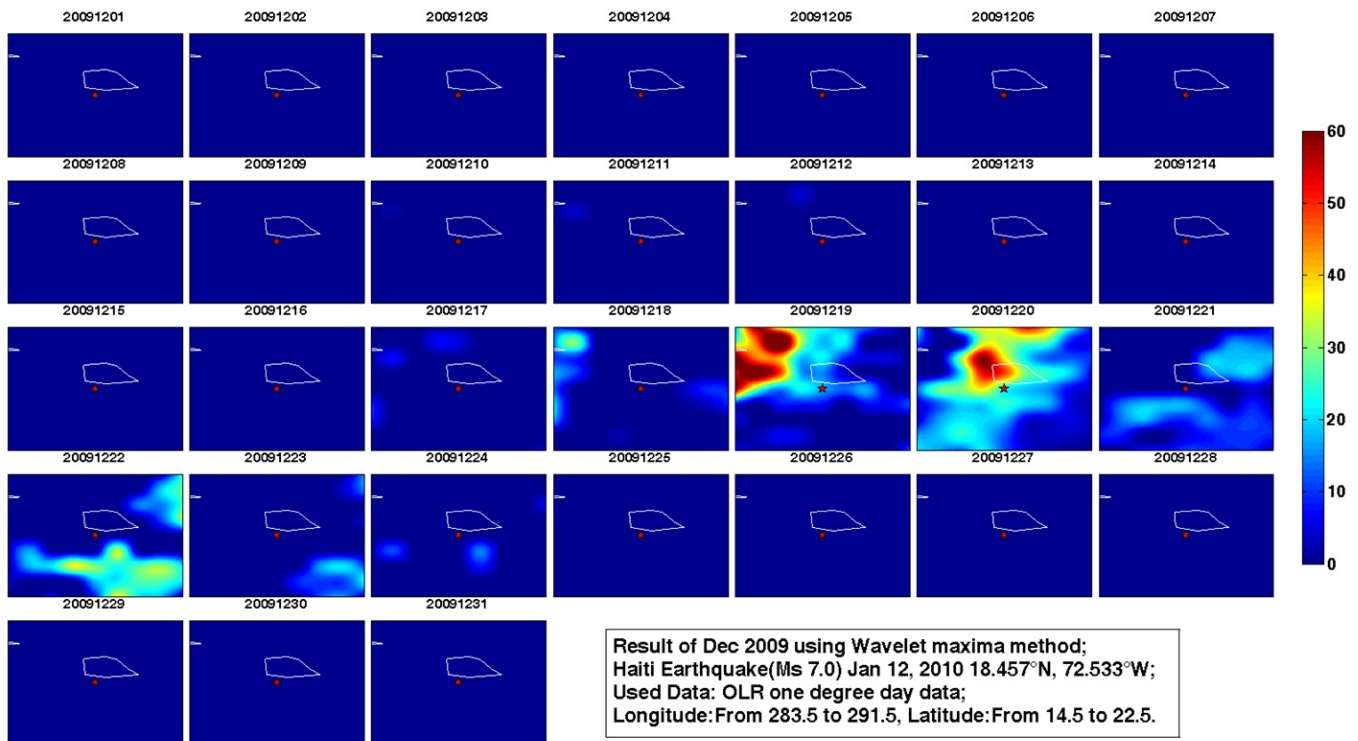 20091201 20091202 20091203 20091204 20091205 20091206 20091207
20091208 20091209 20091210 20091211 20091212 20091213 20091214
20091215 20091216 20091217 20091218 20091219 20091220 20091221
20091222 20091223 20091224 20091225 20091226 20091227 20091228
20091229 20091230 20091231
60
50
40
30
20
10
0
Result of Dec 2009 using Wavelet maxima method;
Haiti Earthquake(Ms 7.0) Jan 12, 2010 18.457°N, 72.533°W;
Used Data: OLR one degree day data;
Longitude:From 283.5 to 291.5, Latitude:From 14.5 to 22.5.